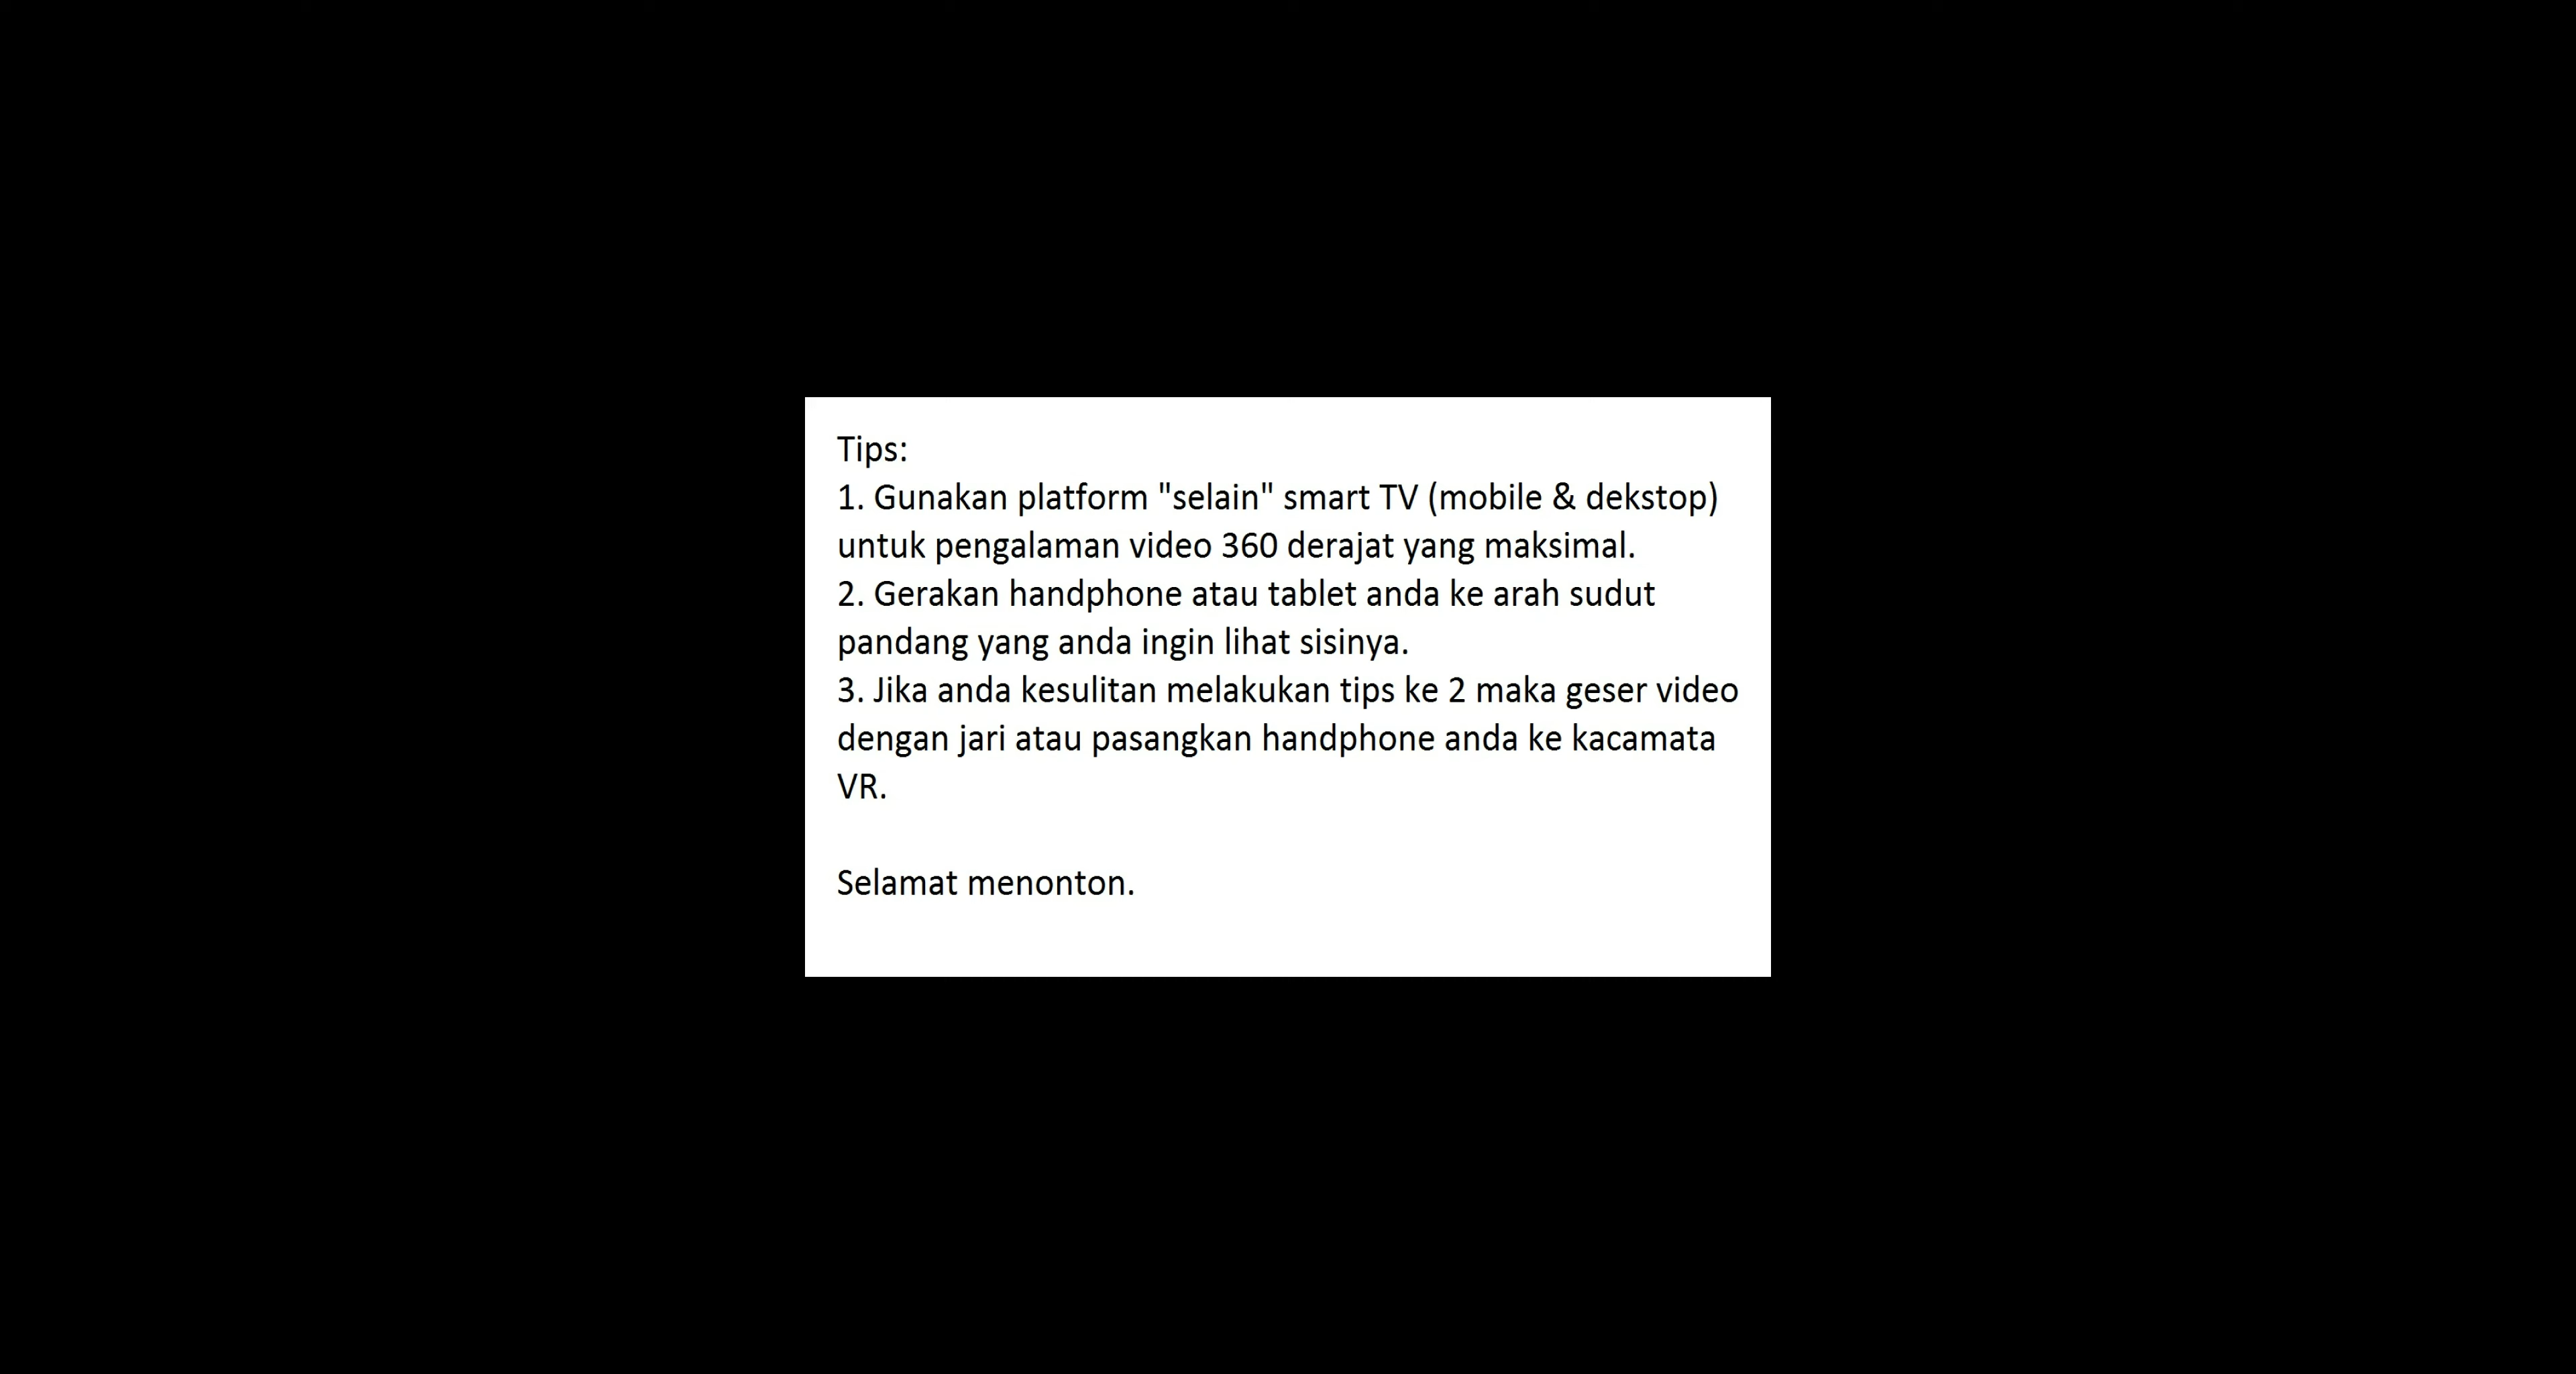 Tips:
1. Gunakan platform "selain" smart TV (mobile & dekstop)
untuk pengalaman video 360 derajat yang maksimal.
2. Gerakan handphone atau tablet anda ke arah sudut
pandang yang anda ingin lihat sisinya.
3. Jika anda kesulitan melakukan tips ke 2 maka geser video
dengan jari atau pasangkan handphone anda ke kacamata
VR.
Selamat menonton.